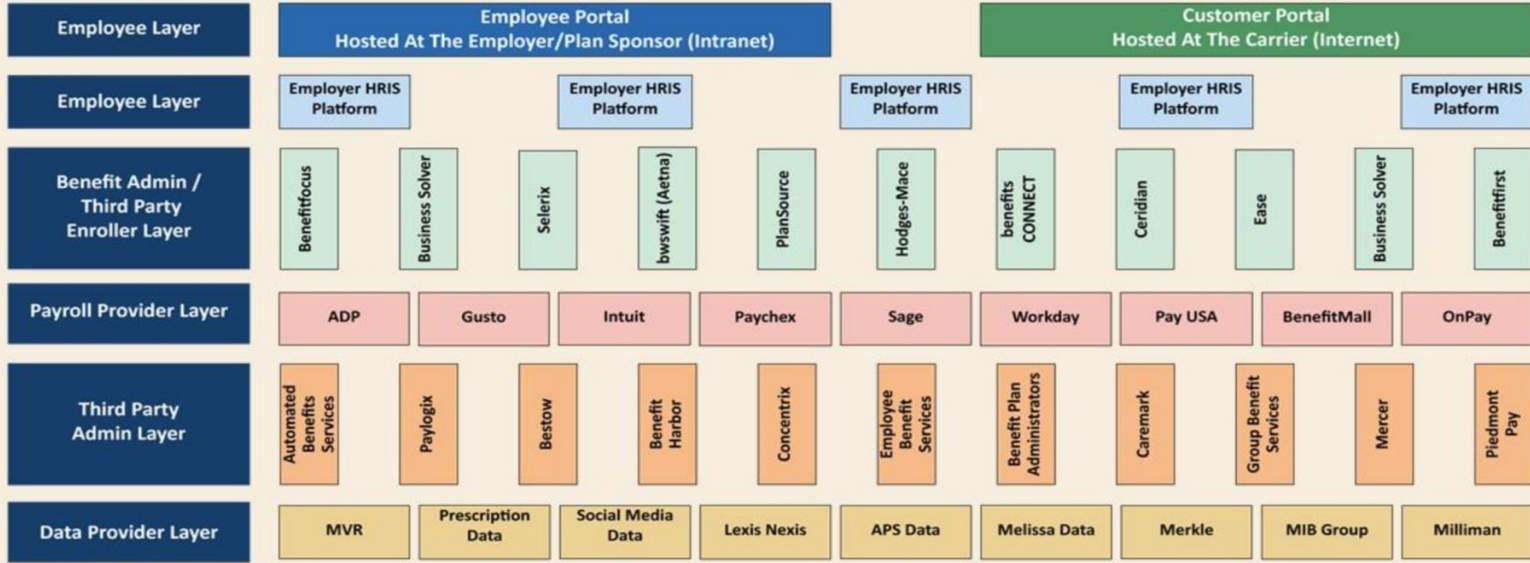 Employee Layer
Employee Portal
Hosted At The Employer/Plan Sponsor (Intranet)
Customer Portal
Hosted At The Carrier (Internet)
Employee Layer
Employer HRIS
Platform
Employer HRIS
Platform
Employer HRIS
Platform
Employer HRIS
Platform
Employer HRIS
Platform
Benefit Admin /
Third Party
Enroller Layer
Benefitfocus
Business Solver
Selerix
bwswift (Aetna)
PlanSource
Hodges-Mace
benefits
CONNECT
Ceridian
Ease
Business Solver
Benefitfirst
Payroll Provider Layer
ADP
Gusto
Intuit
Paychex
Sage
Workday
Pay USA
BenefitMall
OnPay
Third Party
Admin Layer
Automated
Benefits
Services
Paylogix
Bestow
Benefit
Harbor
Concentrix
Employee
Benefit
Services
Benefit Plan
Administrators
Caremark
Group Benefit
Services
Mercer
Piedmont
Pay
Data Provider Layer
MVR
Prescription
Data
Social Media
Data
Lexis Nexis
APS Data
Melissa Data
Merkle
MIB Group
Milliman